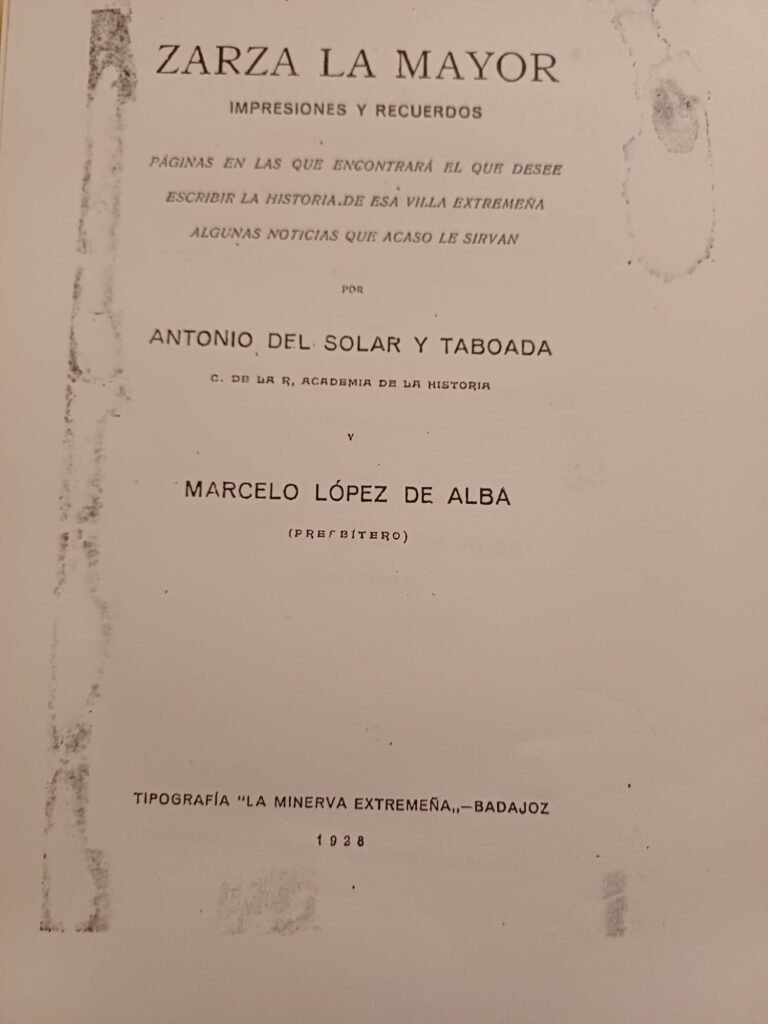 ZARZA LA MAYOR
IMPRESIONES Y RECUERDOS
PÁGINAS EN LAS QUE ENCONTRARÁ EL QUE DESEE
ESCRIBIR LA HISTORIA DE ESA VILLA EXTREMEÑA
ALGUNAS NOTICIAS QUE ACASO LE SIRVAN
POR
ANTONIO DEL SOLAR Y TABOADA
C. DE LA R, ACADEMIA DE LA HISTORIA
Y
MARCELO LÓPEZ DE ALBA
(PRESBÍTERO)
TIPOGRAFÍA "LA MINERVA EXTREMEÑA,,—BADAJOZ
1928